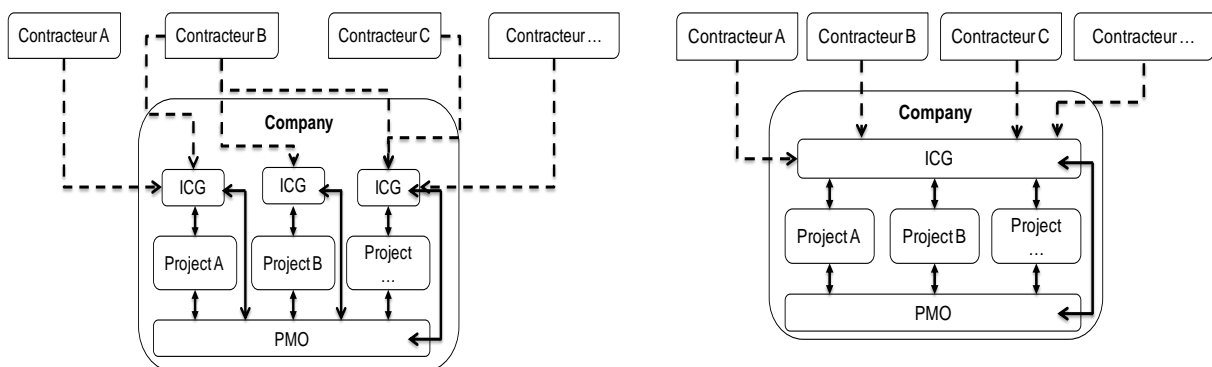 Contracteur A
Contracteur B
Contracteur C
Contracteur ...
Company
ICG
ICG
ICG
Project A
Project B
Project
...
PMO
Contracteur A
Contracteur B
Contracteur C
Contracteur ...
Company
ICG
Project A
Project B
Project
...
PMO